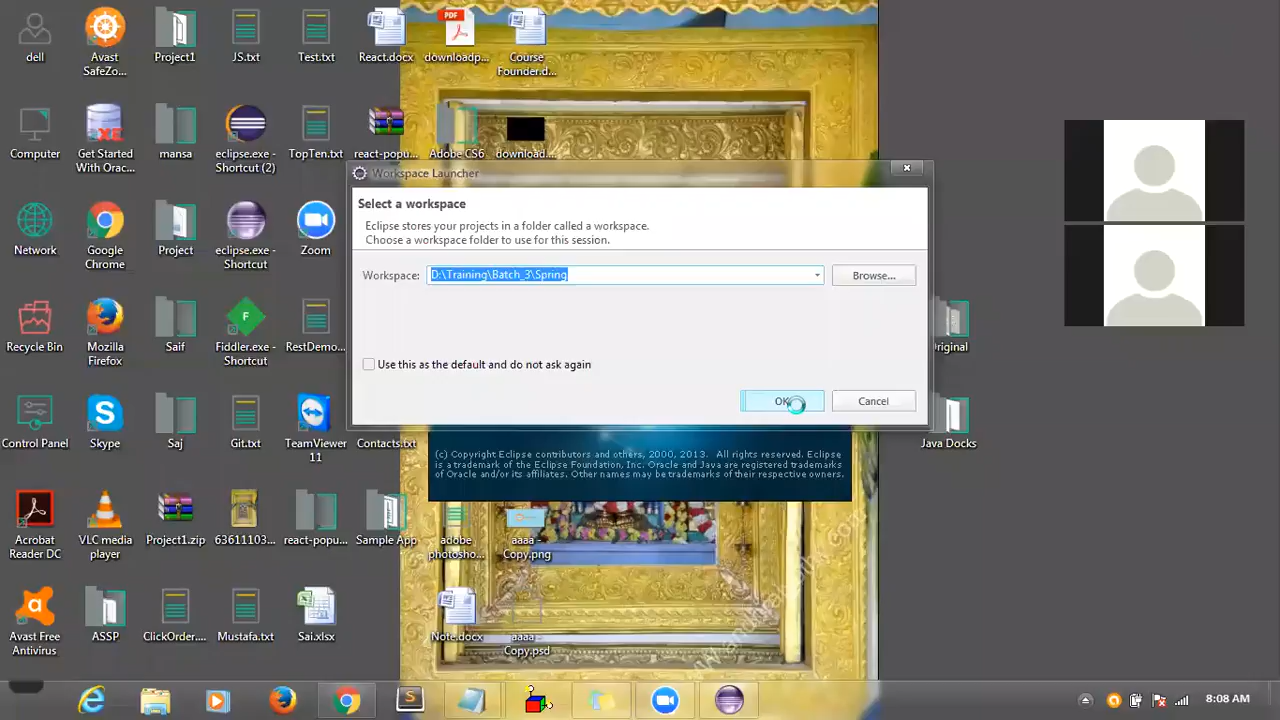 dell
Avast
SafeZo...
Project1
JS.txt
Test.txt
React.docx
PDF
downloadp...
Course
Founder.d...
Computer
Get Started
With Orac...
mansa
eclipse.exe -
Shortcut (2)
TopTen.txt
react-popu...
Adobe CS6
download....
Workspace Launcher
Select a workspace
Eclipse stores your projects in a folder called a workspace.
Choose a workspace folder to use for this session.
Workspace:
D:\Training\Batch_3\Spring
Browse...
Use this as the default and do not ask again
OK
Cancel
(c) Copyright Eclipse contributors and others, 2000, 2013. All rights reserved. Eclipse
is a trademark of the Eclipse Foundation, Inc. Oracle and Java are registered trademarks
of Oracle and/or its affiliates. Other names may be trademarks of their respective owners.
Network
Google
Chrome
Project
eclipse.exe
Shortcut
Zoom
Recycle Bin
Mozilla
Firefox
Saif
Fiddler.exe -
Shortcut
RestDemo...
riginal
Control Panel
Skype
Saj
Git.txt
TeamViewer
11
Contacts.txt
Java Docks
Acrobat
Reader DC
VLC media
player
Project1.zip
63611103...
react-popu...
Sample App
adobe
photosho...
aaaa -
Copy.png
Avast Free
Antivirus
ASSP
ClickOrder....
Mustafa.txt
Sai.xlsx
Note.docx
aaaa -
Copy.psd
8:08 AM